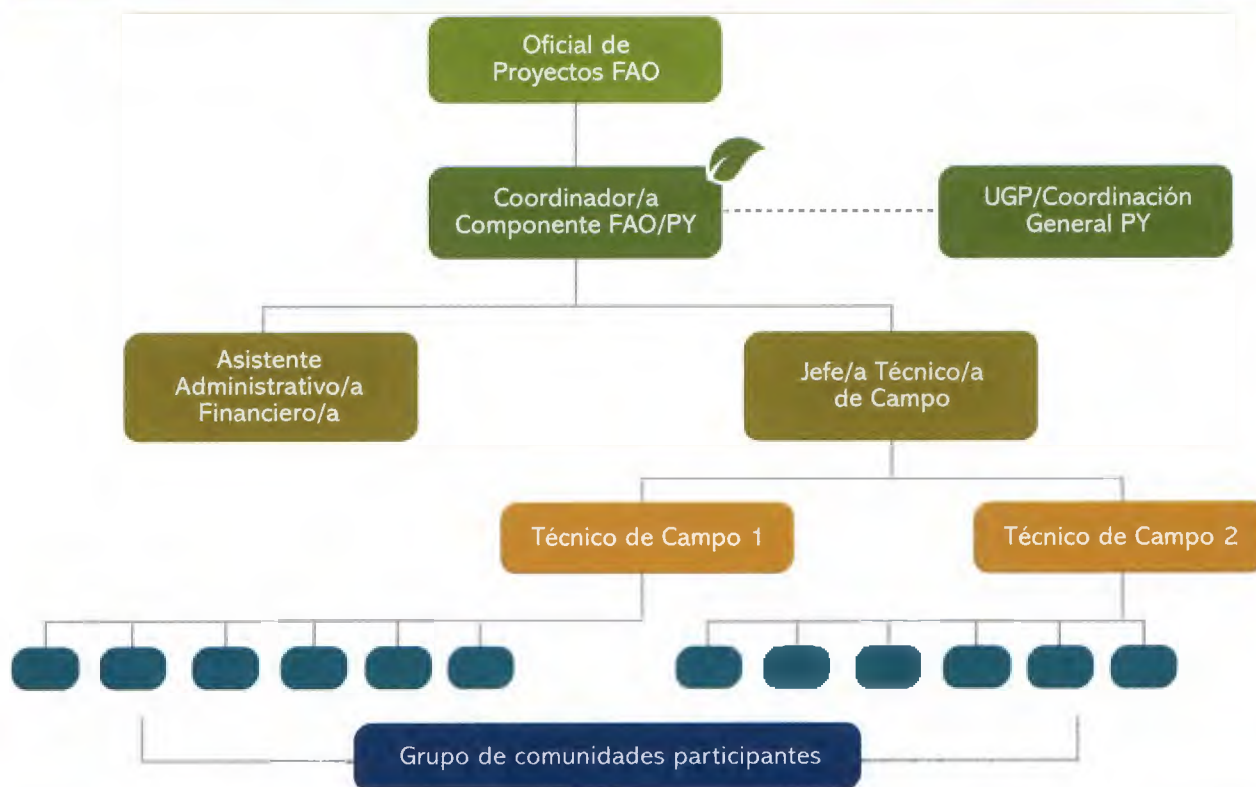 Oficial de
Proyectos FAO
Coordinador/a
Componente FAO/PY
UGP/Coordinación
General PY
Asistente
Administrativo/a
Financiero/a
Jefe/a Técnico/a
de Campo
Técnico de Campo 1
Técnico de Campo 2
Grupo de comunidades participantes